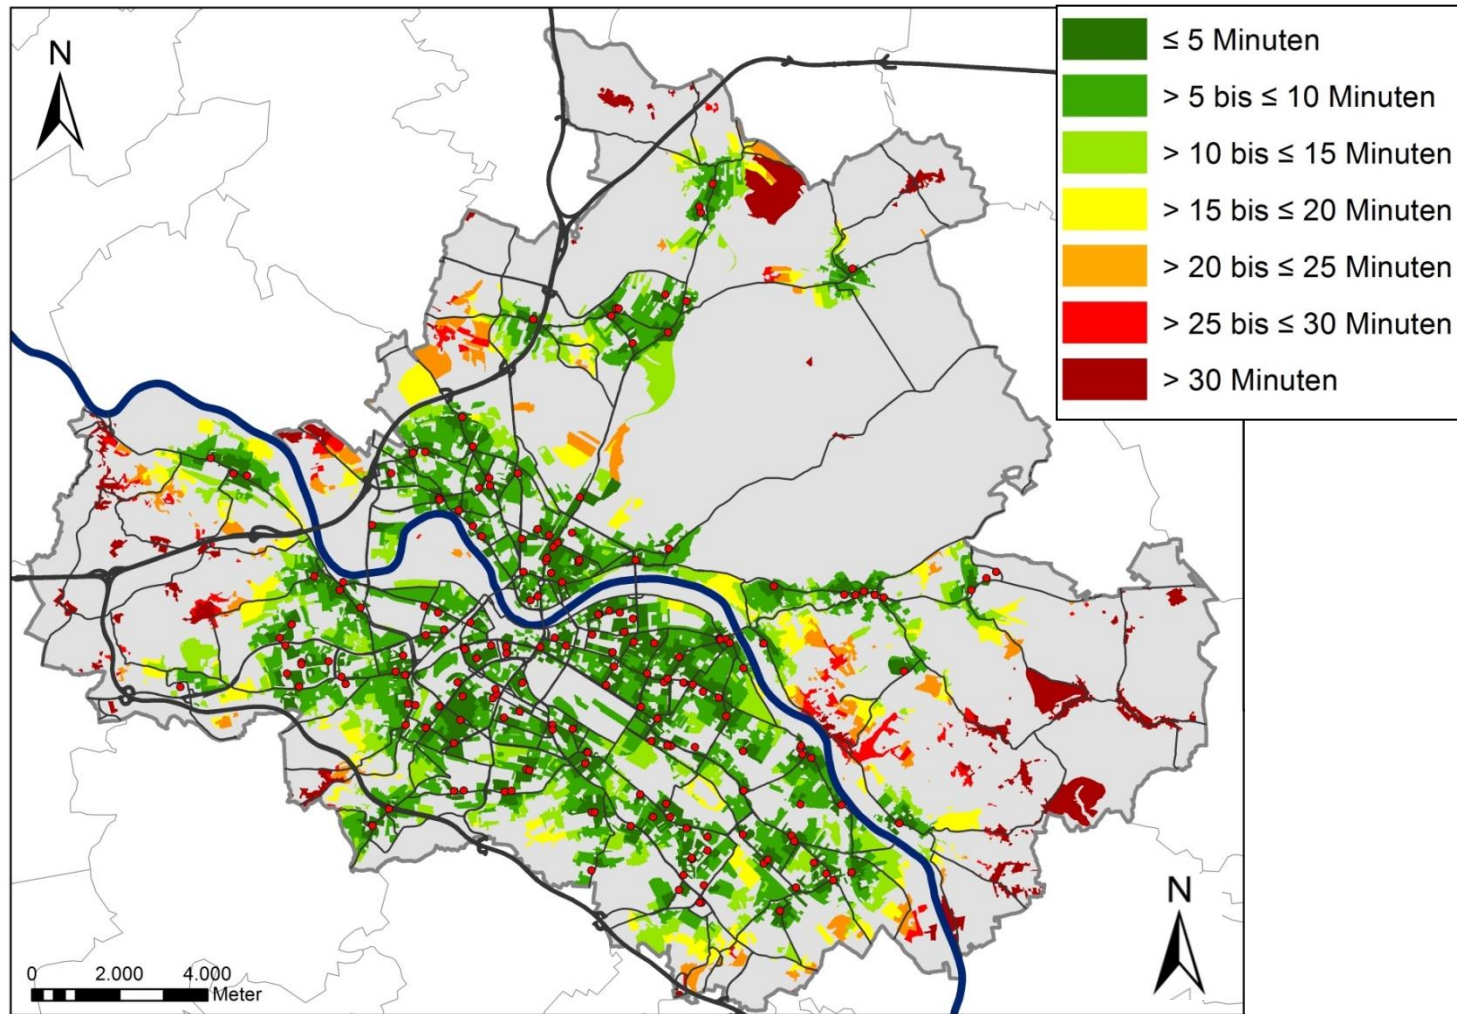 N
≤ 5 Minuten
> 5 bis ≤ 10 Minuten
> 10 bis ≤ 15 Minuten
> 15 bis ≤ 20 Minuten
> 20 bis ≤ 25 Minuten
> 25 bis ≤ 30 Minuten
> 30 Minuten
N
0 2.000 4.000
Meter